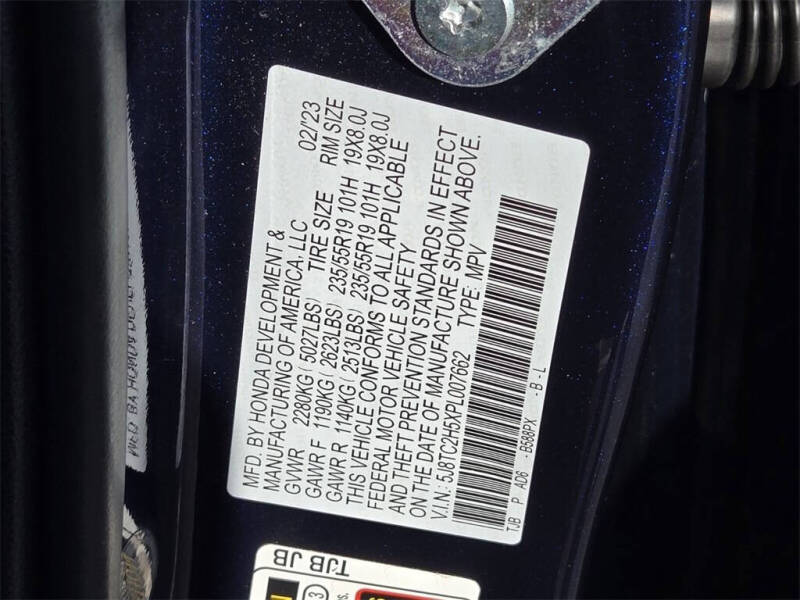 MFD. BY HONDA DEVELOPMENT &
MANUFACTURING OF AMERICA, LLC 02/'23
GVWR 2280KG ( 5027LBS) TIRE SIZE RIM SIZE
GAWR F 1190KG ( 2623LBS) 235/55R19 101H 19X8.0J
GAWR R 1140KG ( 2513LBS) 235/55R19 101H 19X8.0J
THIS VEHICLE CONFORMS TO ALL APPLICABLE
FEDERAL MOTOR VEHICLE SAFETY
AND THEFT PREVENTION STANDARDS IN EFFECT
ON THE DATE OF MANUFACTURE SHOWN ABOVE.
V.I.N.: 5J8TC2H5XPL007662 TYPE: MPV
TJB P AD6 -B588PX -B-L
TJB JB